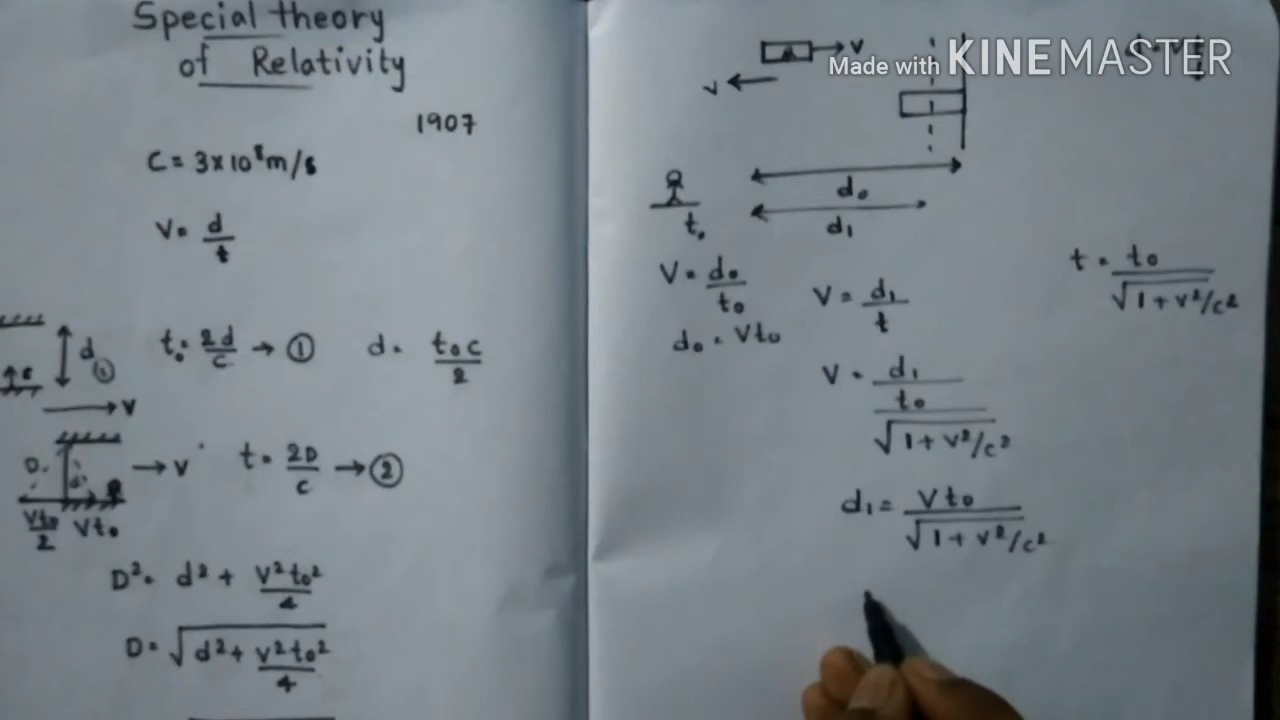 Special theory
of Relativity
1907
C = 3×10⁸ m/s
V = d/t
d
t₀ = 2d/c → ①
d = t₀c/2
c
V
D
→ V
t = 2D/c → ②
Vt₀/2 Vt₀
D² = d² + V²t₀²/4
D = √(d² + V²t₀²/4)
Made with KINEMASTER
→ V
V ←
d₀
t₀
d₁
V = d₀/t₀
d₀ = Vt₀
V = d₁/t
t = t₀/√(1 + V²/c²)
V = d₁/(t₀/√(1 + V²/c²))
d₁ = Vt₀/√(1 + V²/c²)